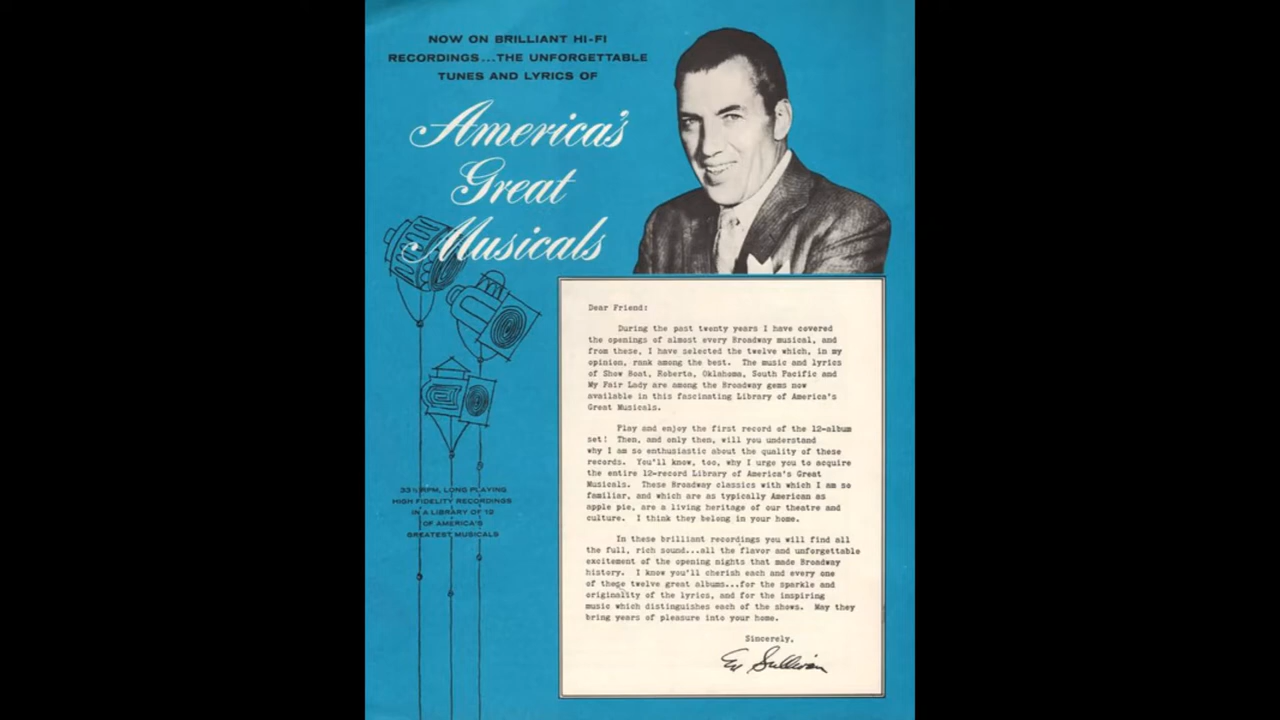 NOW ON BRILLIANT HI-FI
RECORDINGS...THE UNFORGETTABLE
TUNES AND LYRICS OF
America's
Great
Musicals
Dear Friend:
During the past twenty years I have covered
the openings of almost every Broadway musical, and
from these, I have selected the twelve which, in my
opinion, rank among the best. The music and lyrics
of Show Boat, Roberta, Oklahoma, South Pacific and
My Fair Lady are among the Broadway gems now
available in this fascinating Library of America's
Great Musicals.
Play and enjoy the first record of the 12-album
set! Then, and only then, will you understand
why I am so enthusiastic about the quality of these
records. You'll know, too, why I urge you to acquire
the entire 12-record Library of America's Great
Musicals. These Broadway classics with which I am so
familiar, and which are as typically American as
apple pie, are a living heritage of our theatre and
culture. I think they belong in your home.
In these brilliant recordings you will find all
the full, rich sound...all the flavor and unforgettable
excitement of the opening nights that made Broadway
history. I know you'll cherish each and every one
of these twelve great albums...for the sparkle and
originality of the lyrics, and for the inspiring
music which distinguishes each of the shows. May they
bring years of pleasure into your home.
Sincerely,
Ed Sullivan
33⅓ RPM, LONG PLAYING
HIGH FIDELITY RECORDINGS
IN A LIBRARY OF 12
OF AMERICA'S
GREATEST MUSICALS